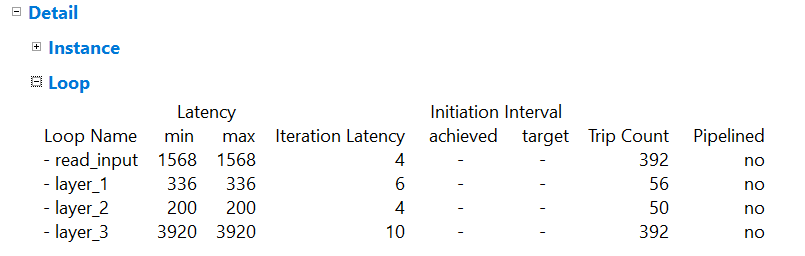 Detail
Instance
Loop
Latency Initiation Interval
Loop Name min max Iteration Latency achieved target Trip Count Pipelined
- read_input 1568 1568 4 - - 392 no
- layer_1 336 336 6 - - 56 no
- layer_2 200 200 4 - - 50 no
- layer_3 3920 3920 10 - - 392 no